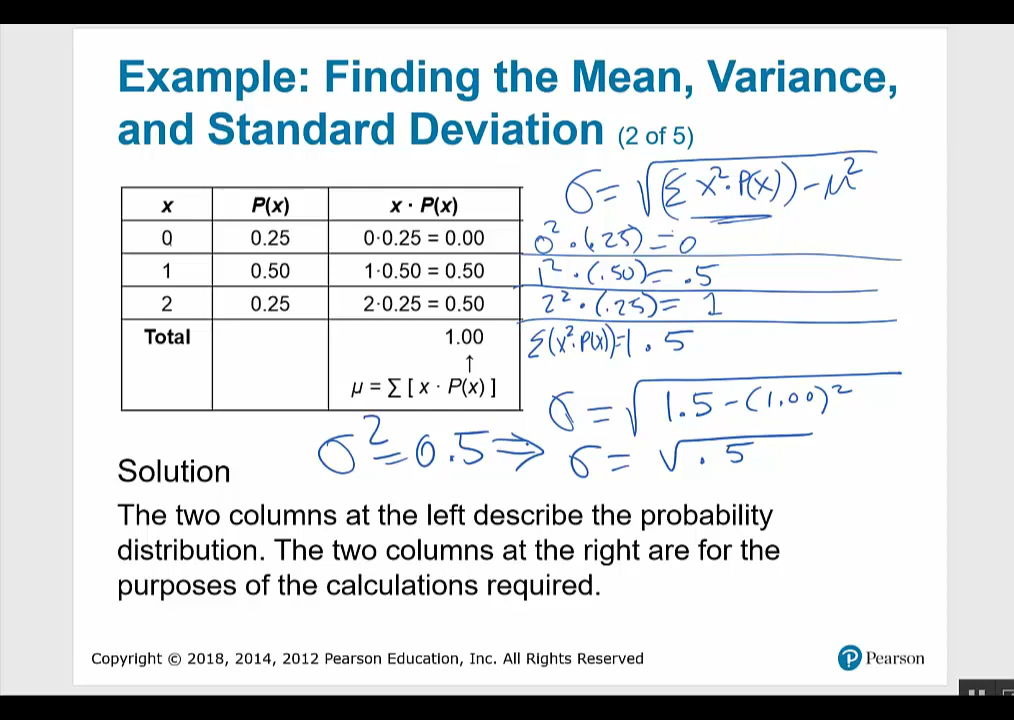 Example: Finding the Mean, Variance,
and Standard Deviation (2 of 5)
σ = √(Σ x²·P(x)) − μ²
x P(x) x · P(x)
0 0.25 0·0.25 = 0.00 0² · (.25) = 0
1 0.50 1·0.50 = 0.50 1² · (.50) = .5
2 0.25 2·0.25 = 0.50 2² · (.25) = 1
Total 1.00 Σ(x²·P(x)) = 1.5
↑
μ = ∑ [ x · P(x) ]
σ = √1.5 − (1.00)²
σ² = 0.5 ⇒ σ = √.5
Solution
The two columns at the left describe the probability
distribution. The two columns at the right are for the
purposes of the calculations required.
Copyright © 2018, 2014, 2012 Pearson Education, Inc. All Rights Reserved
P Pearson